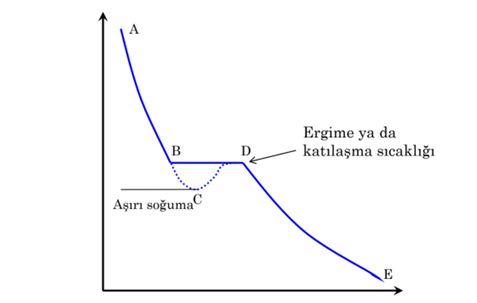 A
B
D
Ergime ya da
katılaşma sıcaklığı
C
Aşırı soğuma
E